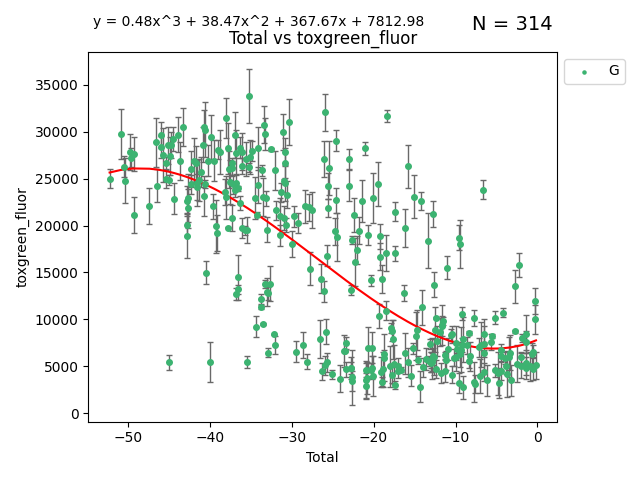 y = 0.48x^3 + 38.47x^2 + 367.67x + 7812.98
N = 314
Total vs toxgreen_fluor
G
35000
30000
25000
20000
15000
10000
5000
0
toxgreen_fluor
−50
−40
−30
−20
−10
0
Total